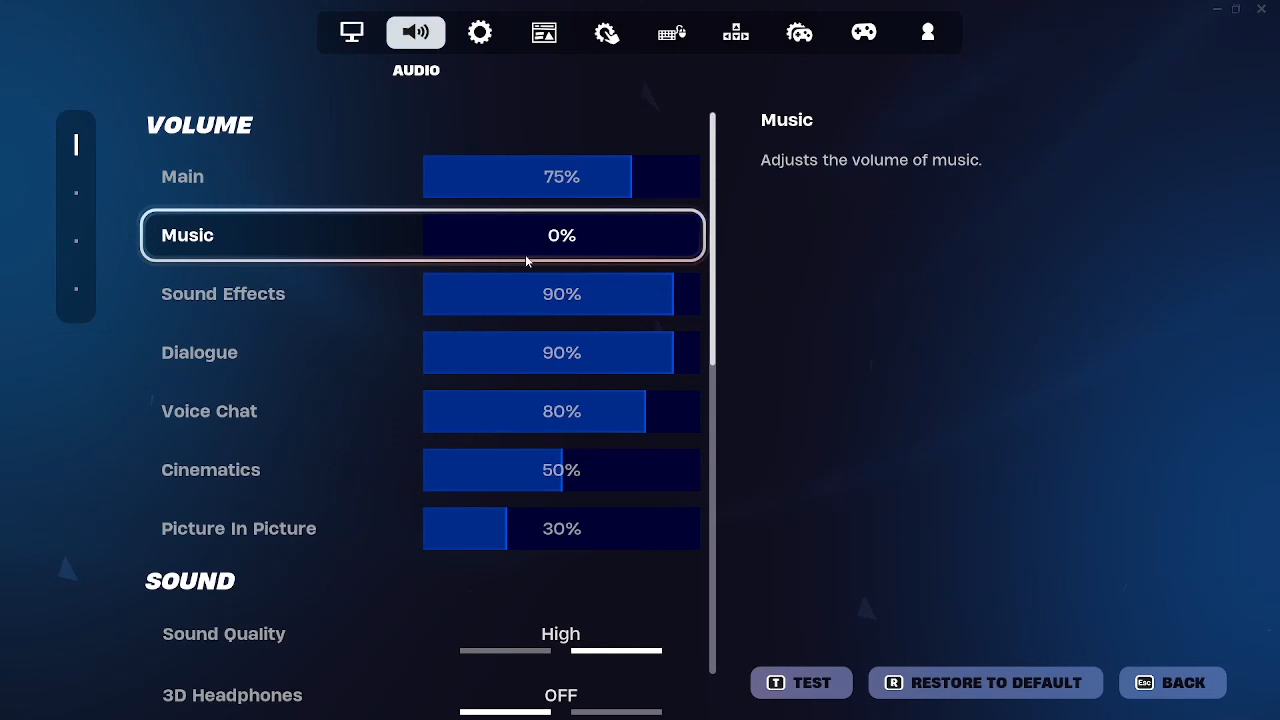 AUDIO
VOLUME
Main 75%
Music 0%
Sound Effects 90%
Dialogue 90%
Voice Chat 80%
Cinematics 50%
Picture In Picture 30%
SOUND
Sound Quality High
3D Headphones OFF
Music
Adjusts the volume of music.
T TEST
R RESTORE TO DEFAULT
Esc BACK